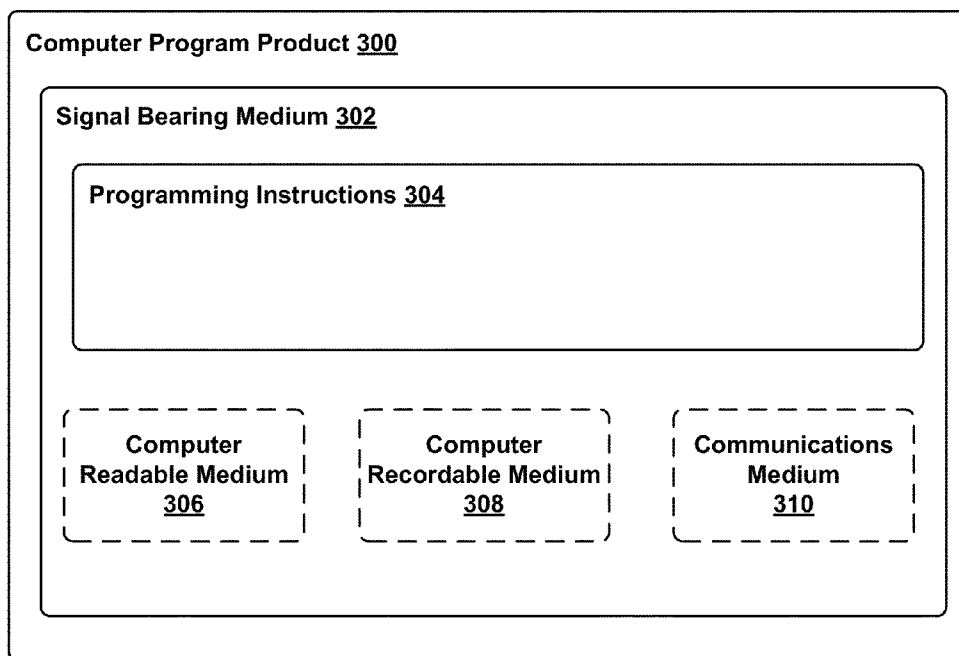 Computer Program Product 300
Signal Bearing Medium 302
Programming Instructions 304
Computer
Readable Medium
306
Computer
Recordable Medium
308
Communications
Medium
310